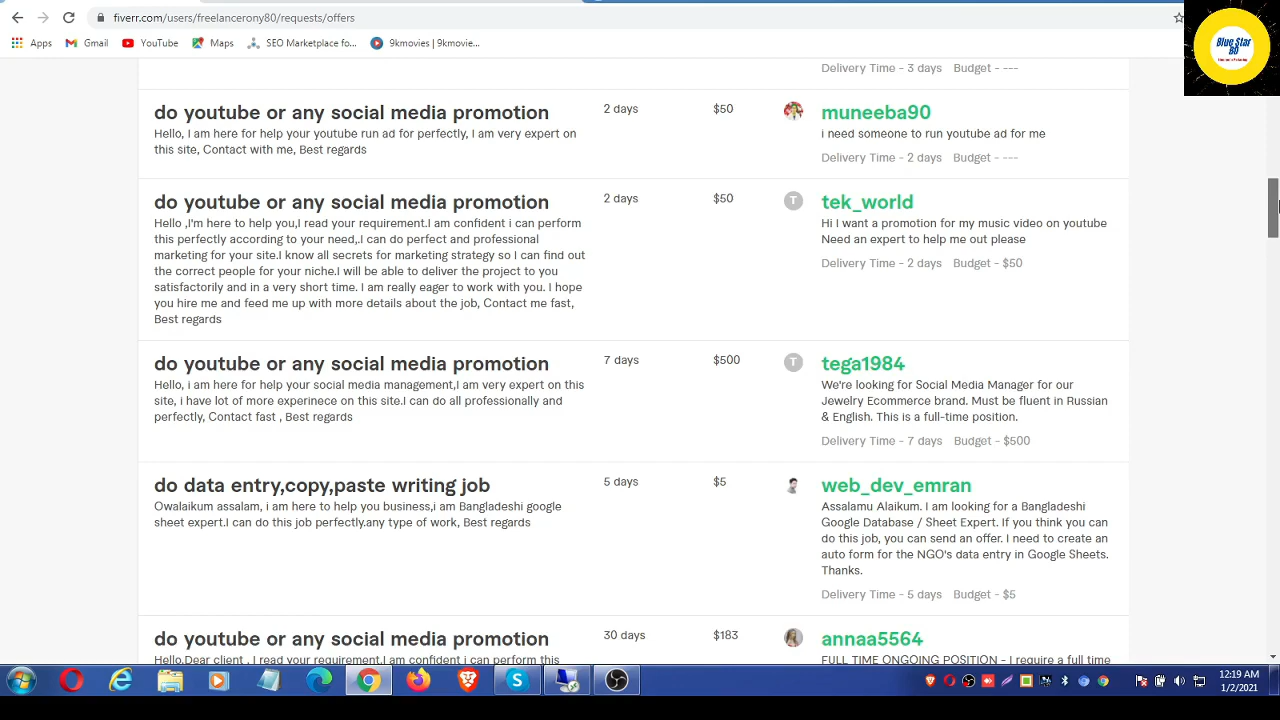 fiverr.com/users/freelancerony80/requests/offers
Apps Gmail YouTube Maps SEO Marketplace fo... 9kmovies | 9kmovie...
Blue Star
80
Delivery Time - 3 days Budget - ---
do youtube or any social media promotion
Hello, I am here for help your youtube run ad for perfectly, I am very expert on
this site, Contact with me, Best regards
2 days
$50
muneeba90
i need someone to run youtube ad for me
Delivery Time - 2 days Budget - ---
do youtube or any social media promotion
Hello ,I'm here to help you,I read your requirement.I am confident i can perform
this perfectly according to your need,.I can do perfect and professional
marketing for your site.I know all secrets for marketing strategy so I can find out
the correct people for your niche.I will be able to deliver the project to you
satisfactorily and in a very short time. I am really eager to work with you. I hope
you hire me and feed me up with more details about the job, Contact me fast,
Best regards
2 days
$50
T
tek_world
Hi I want a promotion for my music video on youtube
Need an expert to help me out please
Delivery Time - 2 days Budget - $50
do youtube or any social media promotion
Hello, i am here for help your social media management,I am very expert on this
site, i have lot of more experinece on this site.I can do all professionally and
perfectly, Contact fast , Best regards
7 days
$500
T
tega1984
We're looking for Social Media Manager for our
Jewelry Ecommerce brand. Must be fluent in Russian
& English. This is a full-time position.
Delivery Time - 7 days Budget - $500
do data entry,copy,paste writing job
Owalaikum assalam, i am here to help you business,i am Bangladeshi google
sheet expert.I can do this job perfectly.any type of work, Best regards
5 days
$5
web_dev_emran
Assalamu Alaikum. I am looking for a Bangladeshi
Google Database / Sheet Expert. If you think you can
do this job, you can send an offer. I need to create an
auto form for the NGO's data entry in Google Sheets.
Thanks.
Delivery Time - 5 days Budget - $5
do youtube or any social media promotion
Hello,Dear client , I read your requirement.I am confident i can perform this
30 days
$183
annaa5564
FULL TIME ONGOING POSITION - I require a full time
12:19 AM
1/2/2021